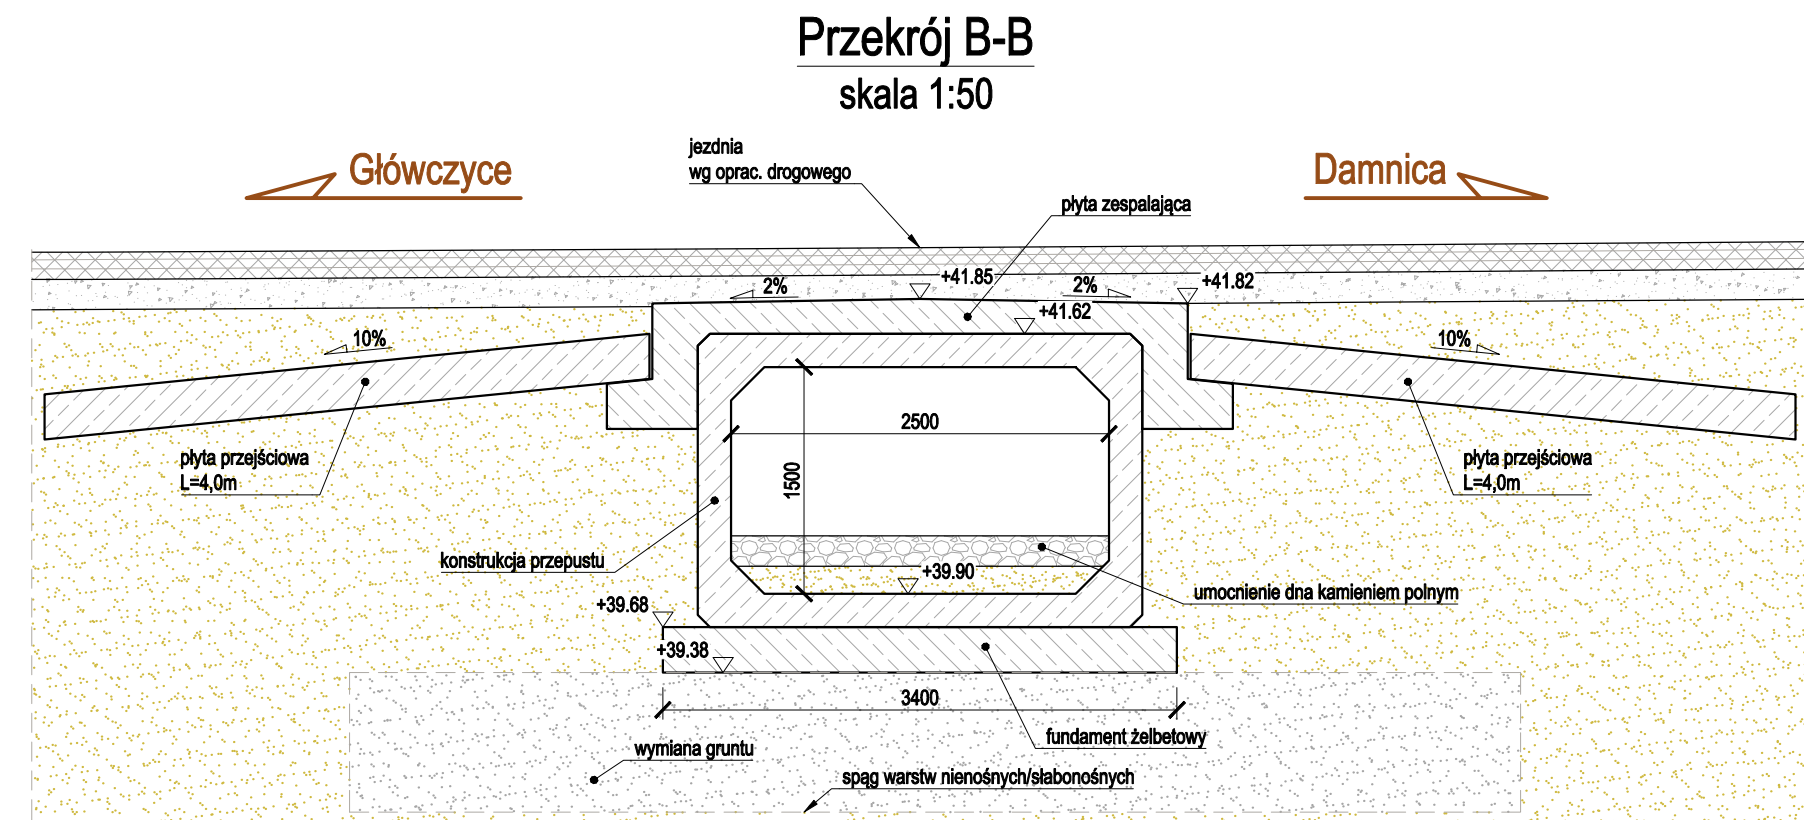 Przekrój B-B
skala 1:50
jezdnia
wg oprac. drogowego
Główczyce
Damnica
płyta zespalająca
+41.85
+41.82
2%
2%
+41.62
10%
10%
2500
płyta przejściowa
L=4,0m
płyta przejściowa
L=4,0m
1500
konstrukcja przepustu
+39.90
umocnienie dna kamieniem polnym
+39.68
+39.38
3400
fundament żelbetowy
wymiana gruntu
spąg warstw nienośnych/słabonośnych